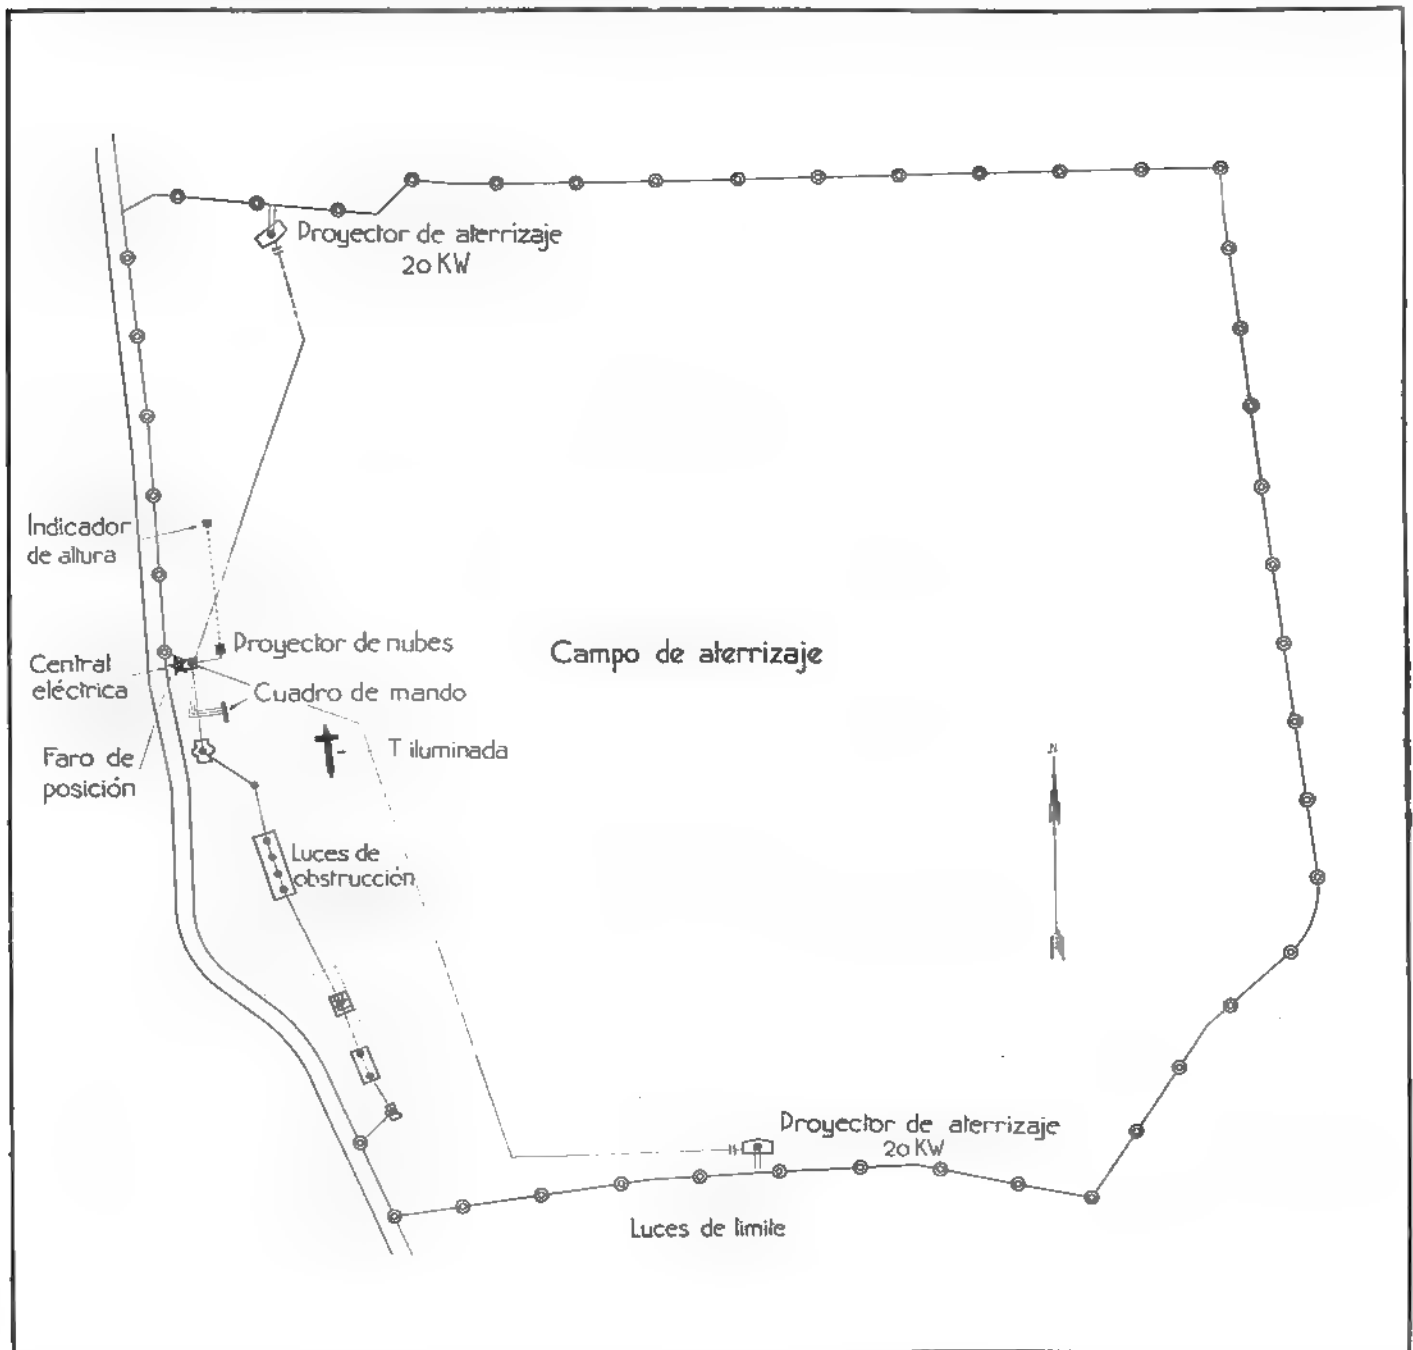 Proyector de aterrizaje
20 KW
Indicador
de altura
Proyector de nubes
Campo de aterrizaje
Central
eléctrica
Cuadro de mando
T iluminada
Faro de
posición
N
Luces de
obstrucción
Proyector de aterrizaje
20 KW
Luces de limite